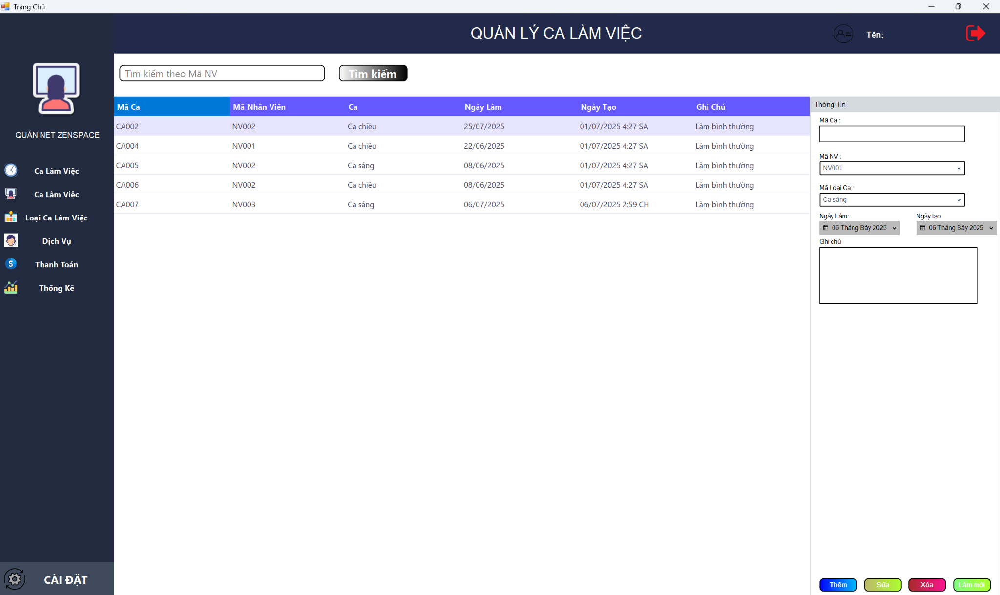 Trang Chủ
QUẢN LÝ CA LÀM VIỆC
Tên:
QUÁN NET ZENSPACE
Ca Làm Việc
Ca Làm Việc
Loại Ca Làm Việc
Dịch Vụ
Thanh Toán
Thống Kê
CÀI ĐẶT
Tìm kiếm theo Mã NV
Tìm kiếm
Mã Ca Mã Nhân Viên Ca Ngày Làm Ngày Tạo Ghi Chú
CA002 NV002 Ca chiều 25/07/2025 01/07/2025 4:27 SA Làm bình thường
CA004 NV001 Ca chiều 22/06/2025 01/07/2025 4:27 SA Làm bình thường
CA005 NV002 Ca sáng 08/06/2025 01/07/2025 4:27 SA Làm bình thường
CA006 NV002 Ca chiều 08/06/2025 01/07/2025 4:27 SA Làm bình thường
CA007 NV003 Ca sáng 06/07/2025 06/07/2025 2:59 CH Làm bình thường
Thông Tin
Mã Ca :
Mã NV :
NV001
Mã Loại Ca :
Ca sáng
Ngày Làm: Ngày tạo
06 Tháng Bảy 2025 06 Tháng Bảy 2025
Ghi chú
Thêm Sữa Xóa Làm mới